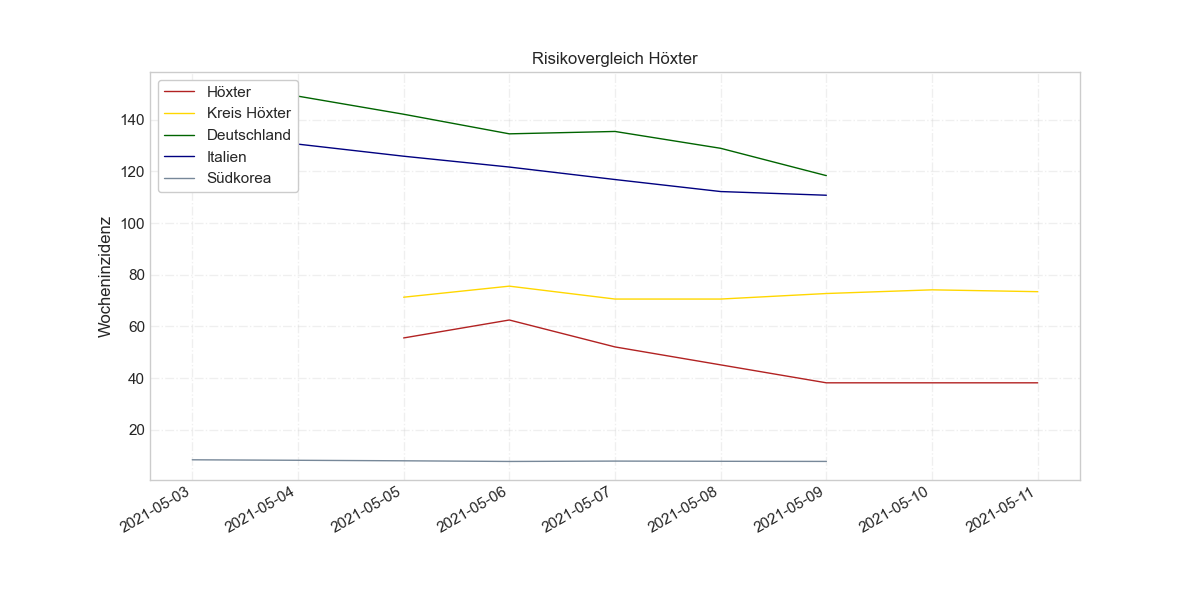 Risikovergleich Höxter
Höxter
Kreis Höxter
Deutschland
Italien
Südkorea
Wocheninzidenz
140
120
100
80
60
40
20
2021-05-03
2021-05-04
2021-05-05
2021-05-06
2021-05-07
2021-05-08
2021-05-09
2021-05-10
2021-05-11